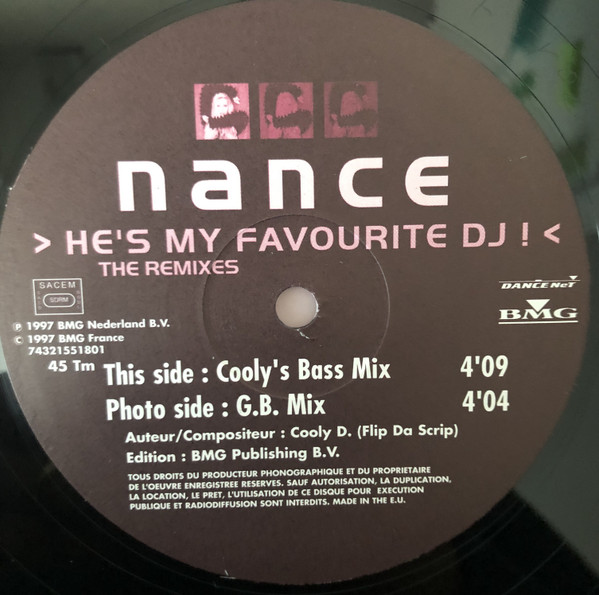 nance
> HE'S MY FAVOURITE DJ ! <
THE REMIXES
SACEM
SDRM
DANCE NET
BMG
℗ 1997 BMG Nederland B.V.
© 1997 BMG France
74321551801
45 Tm
This side : Cooly's Bass Mix 4'09
Photo side : G.B. Mix 4'04
Auteur/Compositeur : Cooly D. (Flip Da Scrip)
Edition : BMG Publishing B.V.
TOUS DROITS DU PRODUCTEUR PHONOGRAPHIQUE ET DU PROPRIETAIRE
DE L'OEUVRE ENREGISTREE RESERVES. SAUF AUTORISATION, LA DUPLICATION,
LA LOCATION, LE PRET, L'UTILISATION DE CE DISQUE POUR EXECUTION
PUBLIQUE ET RADIODIFFUSION SONT INTERDITS. MADE IN THE E.U.